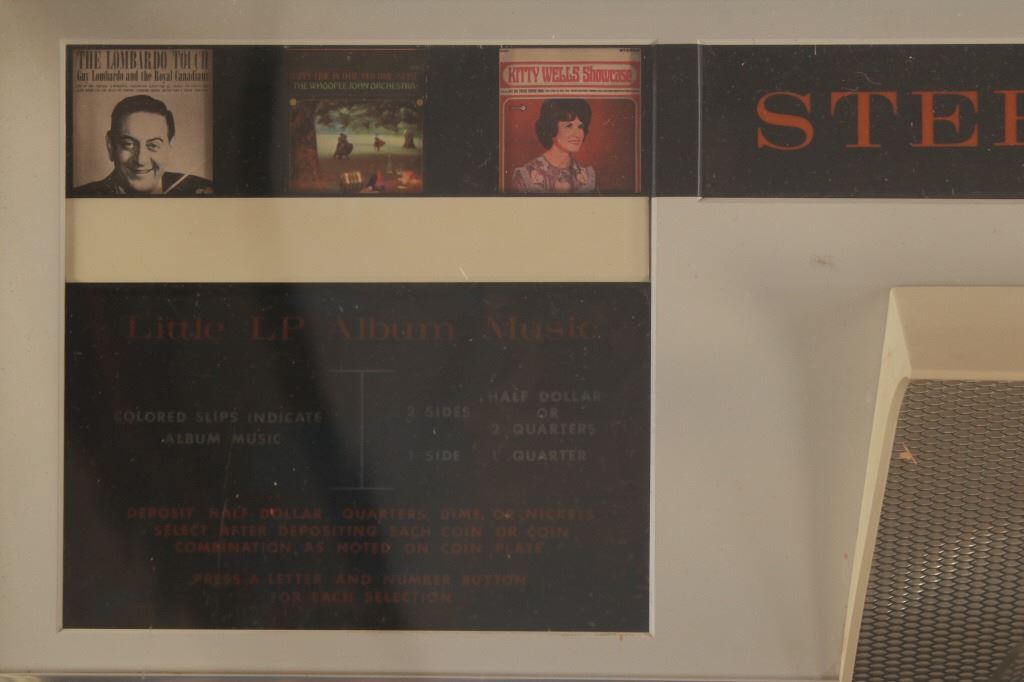 THE LOMBARDO TOUCH
Guy Lombardo and the Royal Canadians
THE WHOOPEE JOHN ORCHESTRA
STEREO
KITTY WELLS Showcase
STE
Little LP Album Music
COLORED SLIPS INDICATE
ALBUM MUSIC
2 SIDES
HALF DOLLAR
OR
2 QUARTERS
1 SIDE 1 QUARTER
DEPOSIT HALF DOLLAR, QUARTERS, DIME, OR NICKELS
SELECT AFTER DEPOSITING EACH COIN OR COIN
COMBINATION, AS NOTED ON COIN PLATE
PRESS A LETTER AND NUMBER BUTTON
FOR EACH SELECTION